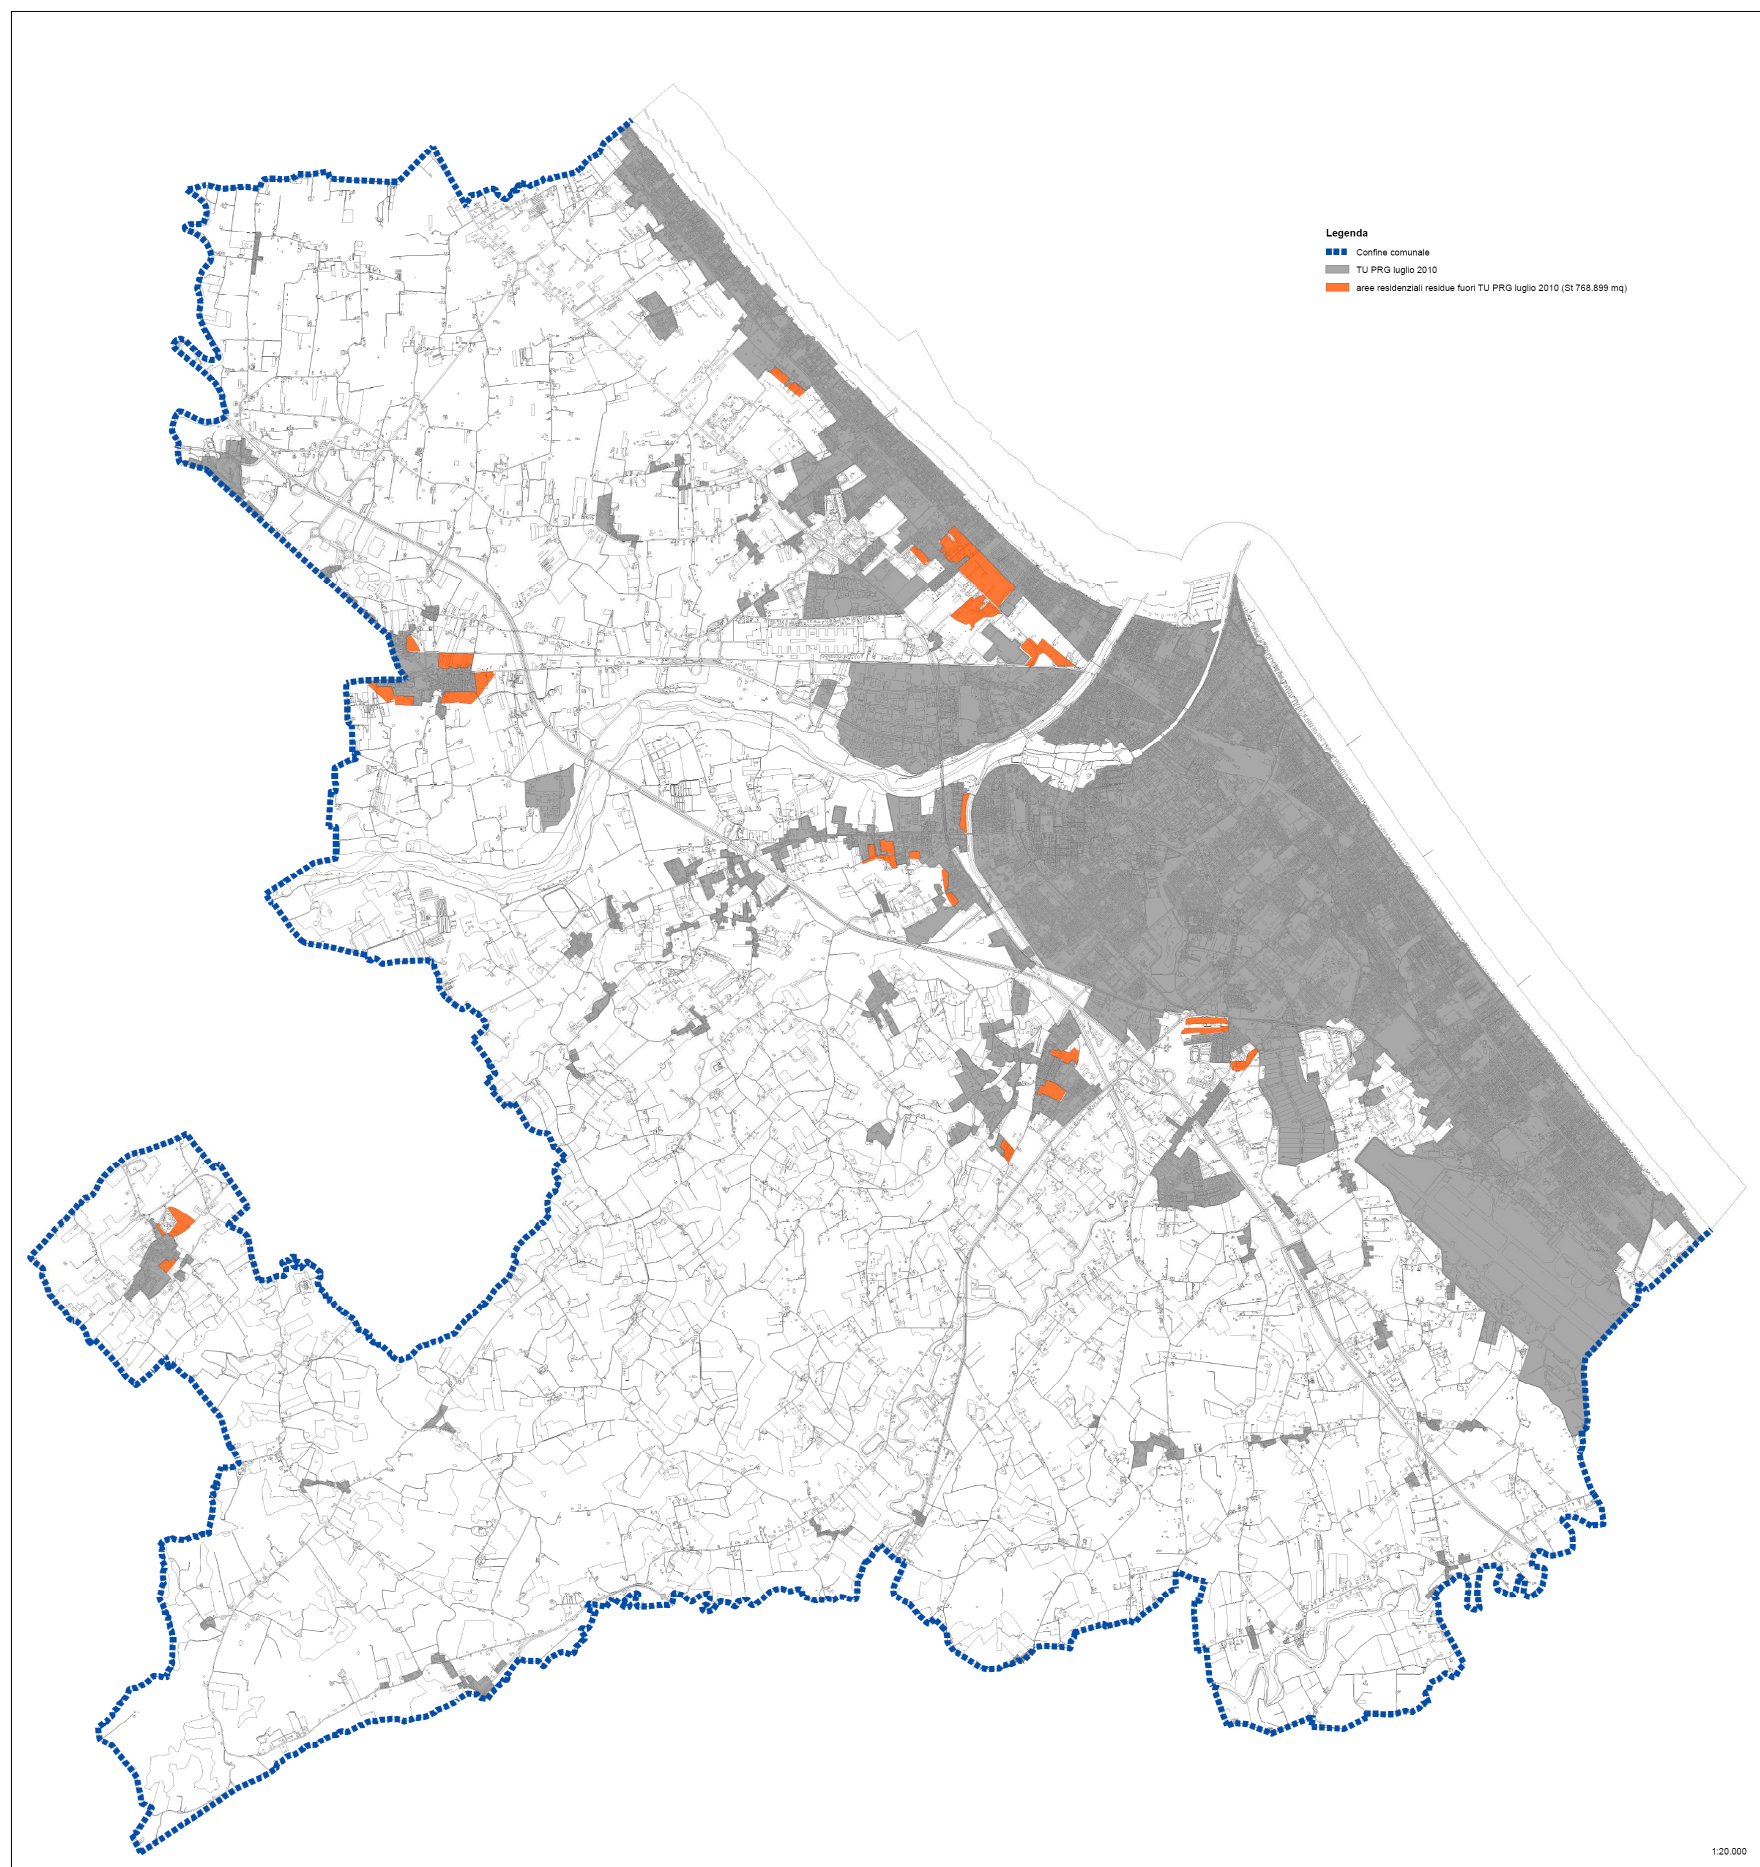 Legenda
Confine comunale
TU PRG luglio 2010
aree residenziali residue fuori TU PRG luglio 2010 (St 768.899 mq)
1:20.000